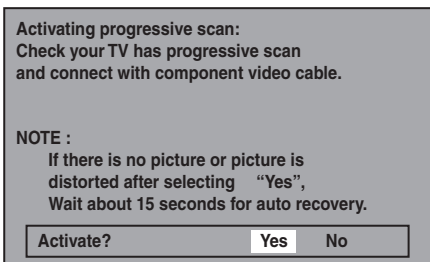 Activating progressive scan:
Check your TV has progressive scan
and connect with component video cable.
NOTE :
If there is no picture or picture is
distorted after selecting “Yes”,
Wait about 15 seconds for auto recovery.
Activate? Yes No